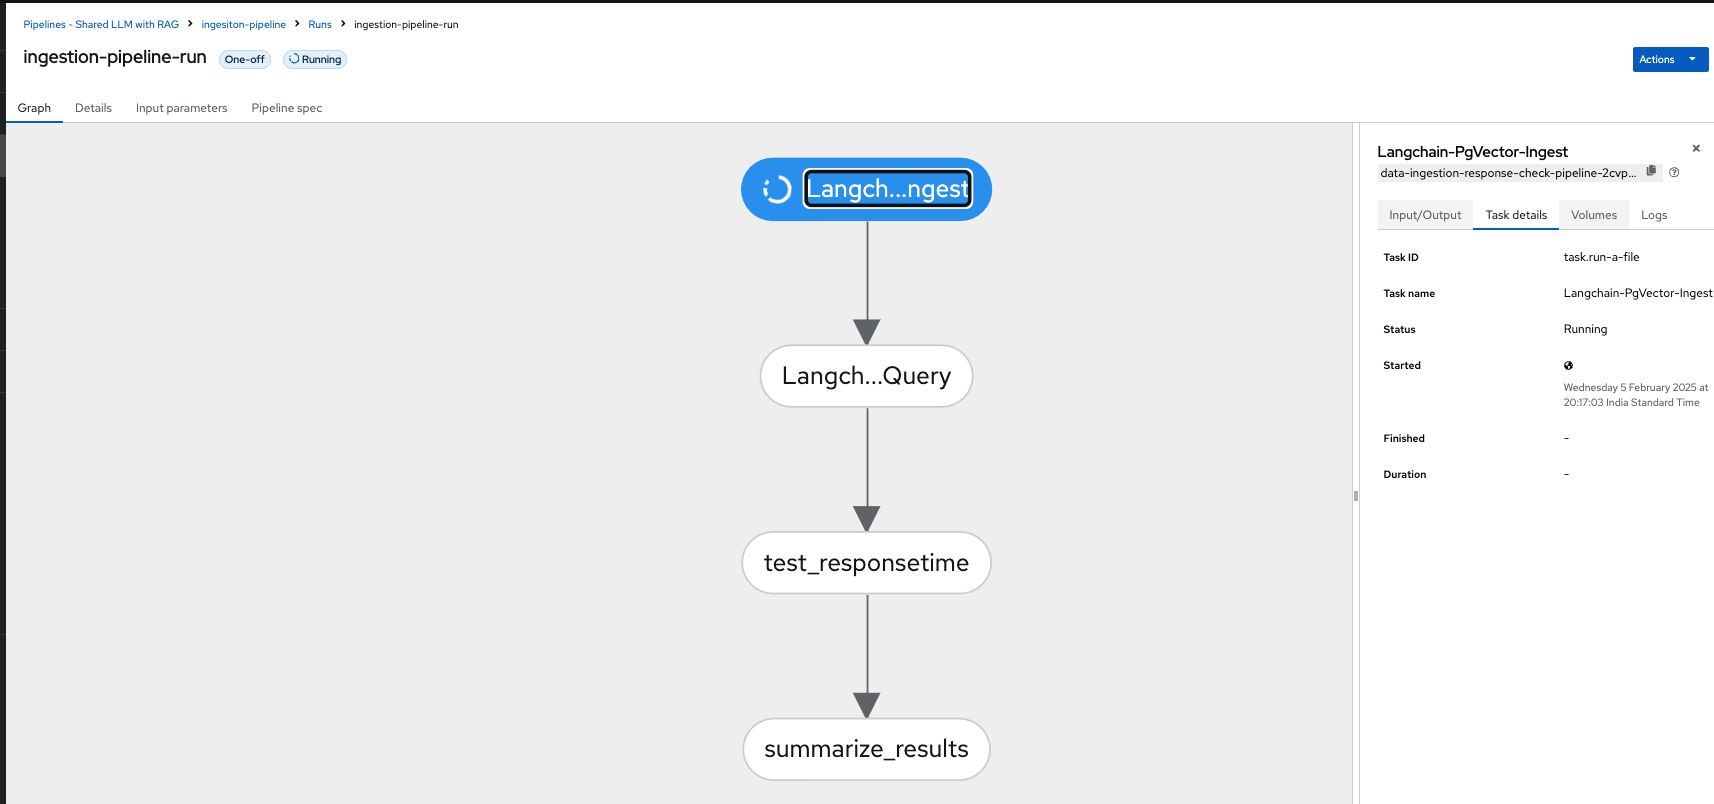 Pipelines - Shared LLM with RAG > ingesiton-pipeline > Runs > ingestion-pipeline-run
ingestion-pipeline-run One-off Running
Actions
Graph Details Input parameters Pipeline spec
Langch...ngest
Langch...Query
test_responsetime
summarize_results
Langchain-PgVector-Ingest
data-ingestion-response-check-pipeline-2cvp...
Input/Output Task details Volumes Logs
Task ID task.run-a-file
Task name Langchain-PgVector-Ingest
Status Running
Started
Wednesday 5 February 2025 at
20:17:03 India Standard Time
Finished -
Duration -